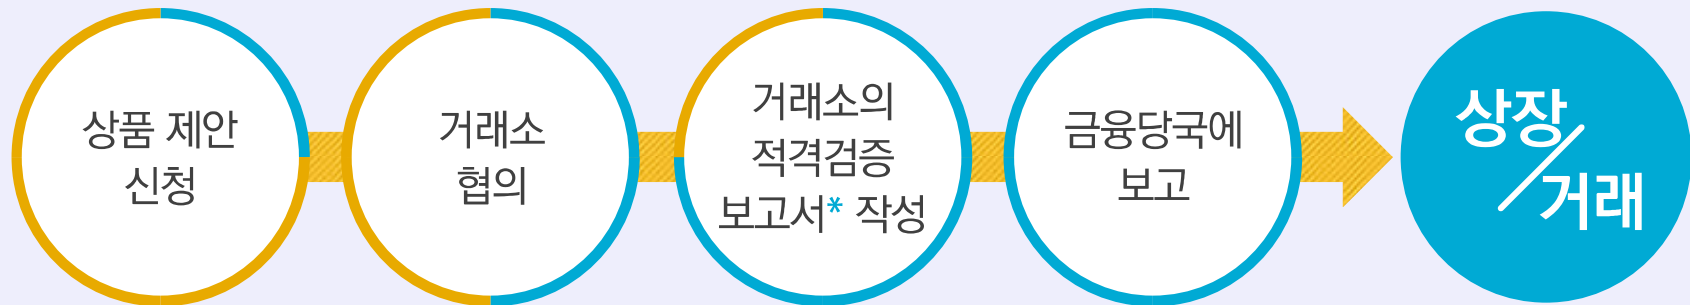 상품 제안
신청
거래소
협의
거래소의
적격검증
보고서* 작성
금융당국에
보고
상장
거래